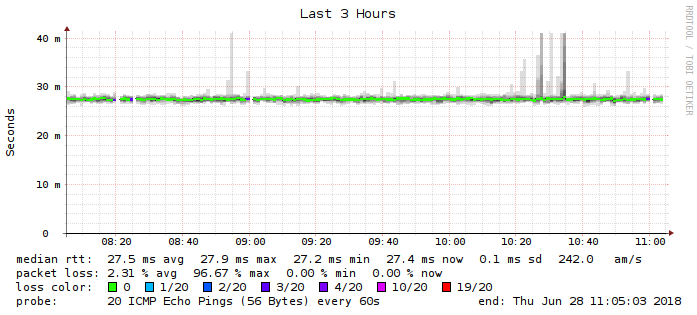 Last 3 Hours
RRDTOOL / TOBI OETIKER
Seconds
40 m
30 m
20 m
10 m
0
08:20 08:40 09:00 09:20 09:40 10:00 10:20 10:40 11:00
median rtt: 27.5 ms avg 27.9 ms max 27.2 ms min 27.4 ms now 0.1 ms sd 242.0 am/s
packet loss: 2.31 % avg 96.67 % max 0.00 % min 0.00 % now
loss color: 0 1/20 2/20 3/20 4/20 10/20 19/20
probe: 20 ICMP Echo Pings (56 Bytes) every 60s end: Thu Jun 28 11:05:03 2018